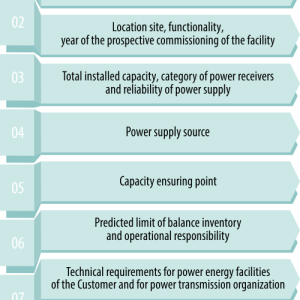 02
Location site, functionality,
year of the prospective commissioning of the facility
03
Total installed capacity, category of power receivers
and reliability of power supply
04
Power supply source
05
Capacity ensuring point
06
Predicted limit of balance inventory
and operational responsibility
07
Technical requirements for power energy facilities
of the Customer and for power transmission organization